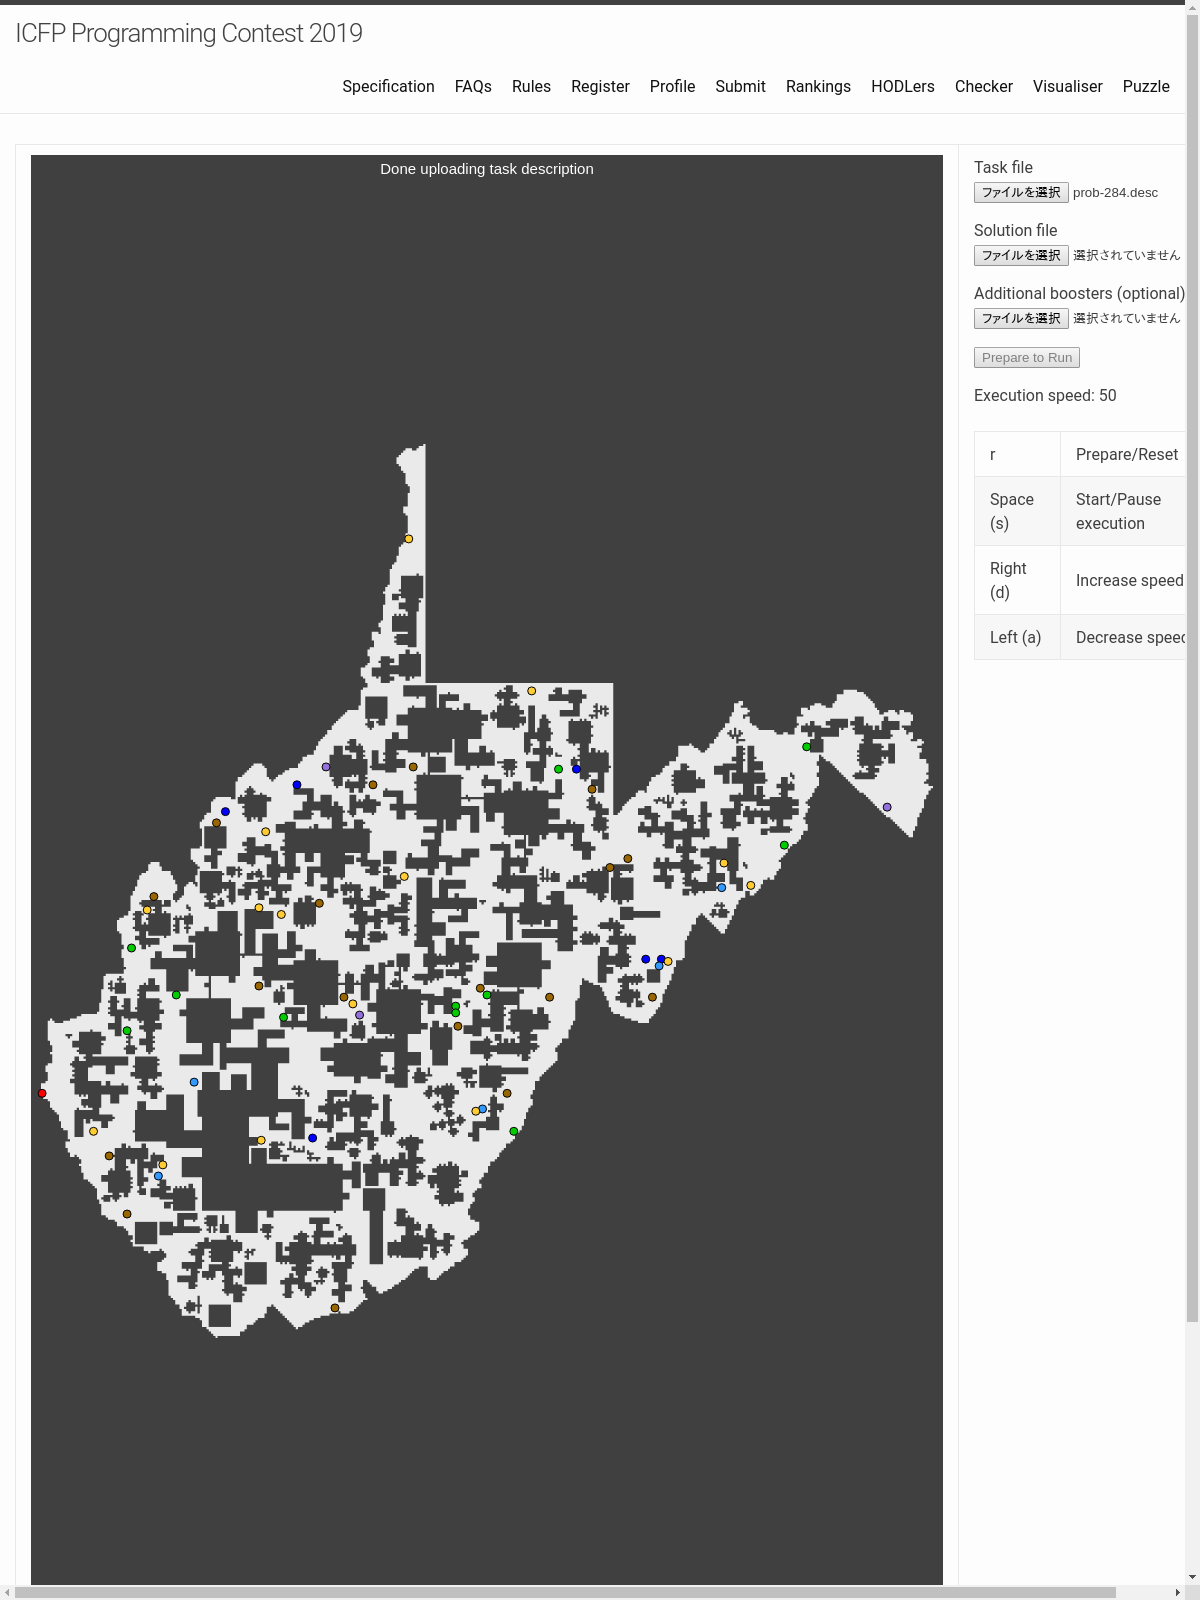 ICFP Programming Contest 2019
Specification FAQs Rules Register Profile Submit Rankings HODLers Checker Visualiser Puzzle
Done uploading task description
Task file
ファイルを選択 prob-284.desc
Solution file
ファイルを選択 選択されていません
Additional boosters (optional)
ファイルを選択 選択されていません
Prepare to Run
Execution speed: 50
r Prepare/Reset
Space (s) Start/Pause execution
Right (d) Increase speed
Left (a) Decrease speed